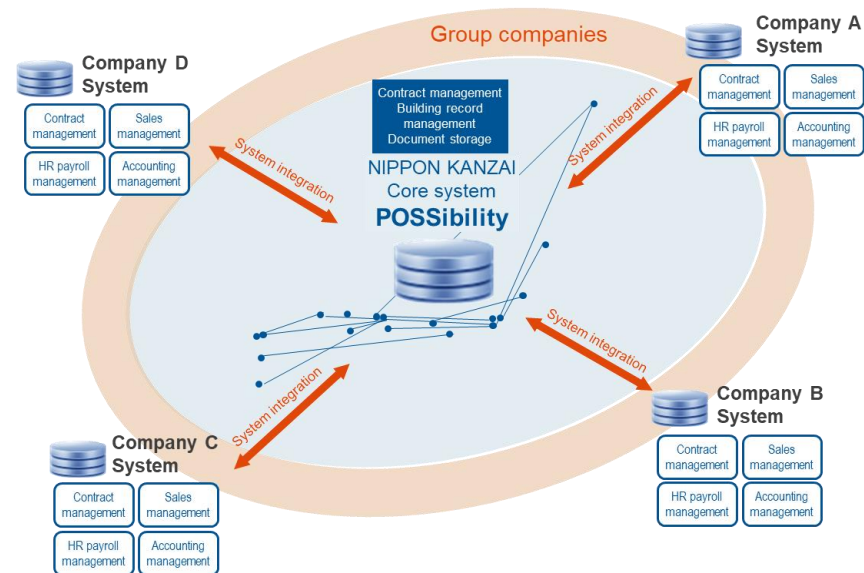 Group companies
Company D
System
Contract
management
Sales
management
HR payroll
management
Accounting
management
System integration
Contract management
Building record
management
Document storage
NIPPON KANZAI
Core system
POSSibility
System integration
Company A
System
Contract
management
Sales
management
HR payroll
management
Accounting
management
System integration
Company C
System
Contract
management
Sales
management
HR payroll
management
Accounting
management
System integration
Company B
System
Contract
management
Sales
management
HR payroll
management
Accounting
management